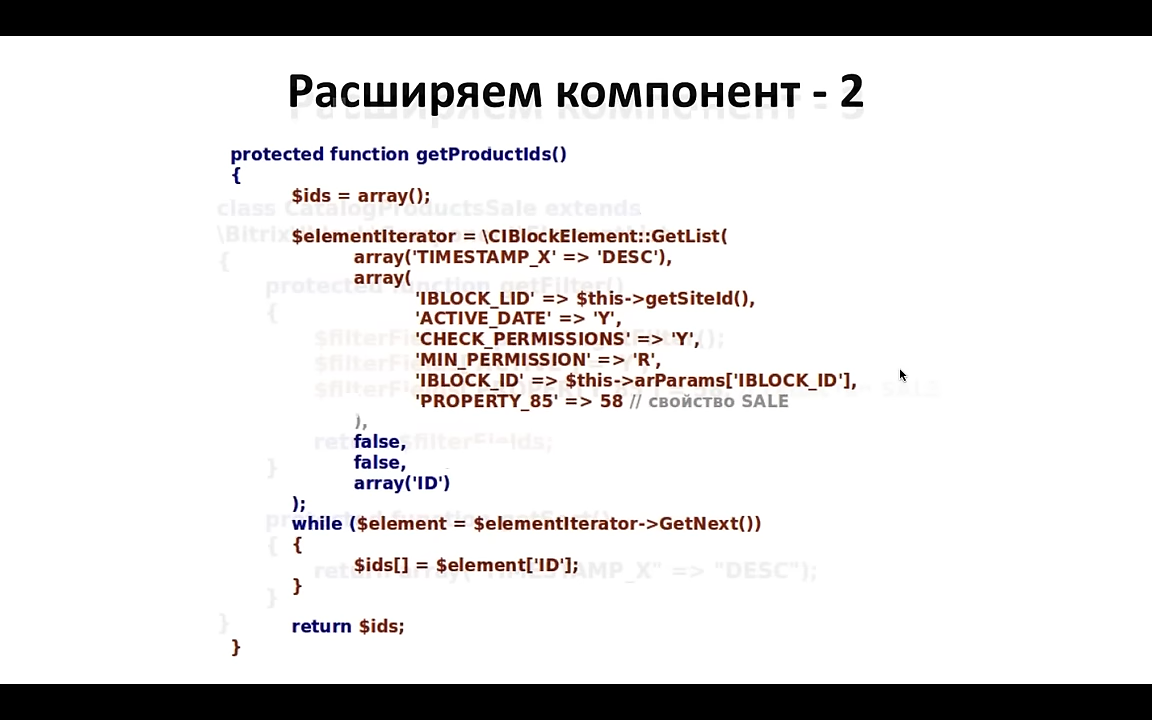 Расширяем компонент - 2
protected function getProductIds()
{
$ids = array();
$elementIterator = \CIBlockElement::GetList(
array('TIMESTAMP_X' => 'DESC'),
array(
'IBLOCK_LID' => $this->getSiteId(),
'ACTIVE_DATE' => 'Y',
'CHECK_PERMISSIONS' => 'Y',
'MIN_PERMISSION' => 'R',
'IBLOCK_ID' => $this->arParams['IBLOCK_ID'],
'PROPERTY_85' => 58 // свойство SALE
),
false,
false,
array('ID')
);
while ($element = $elementIterator->GetNext())
{
$ids[] = $element['ID'];
}
return $ids;
}